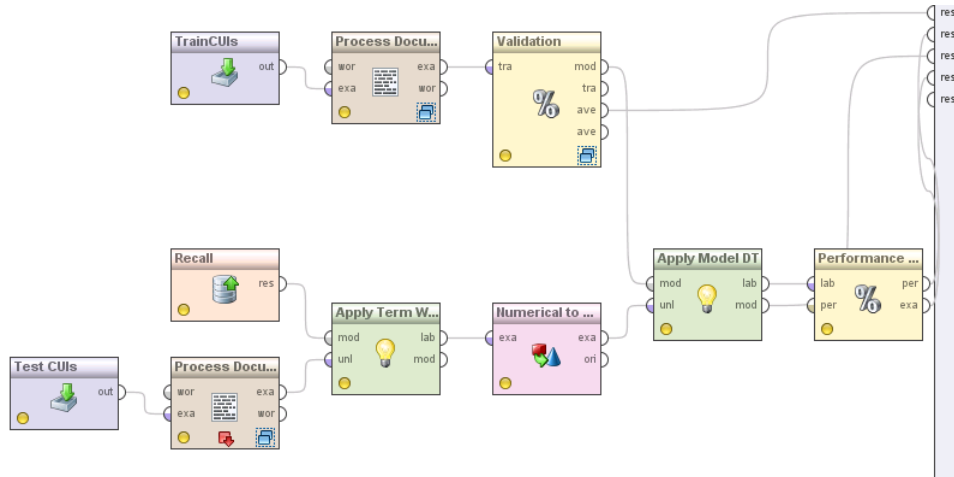 TrainCUIs
out
Process Docu...
wor
exa
exa
wor
Validation
tra
mod
tra
ave
ave
res
res
res
res
res
Recall
res
Apply Term W...
mod
lab
unl
mod
Numerical to ...
exa
exa
ori
Apply Model DT
mod
lab
unl
mod
Performance ...
lab
per
per
exa
Test CUIs
out
Process Docu...
wor
exa
exa
wor